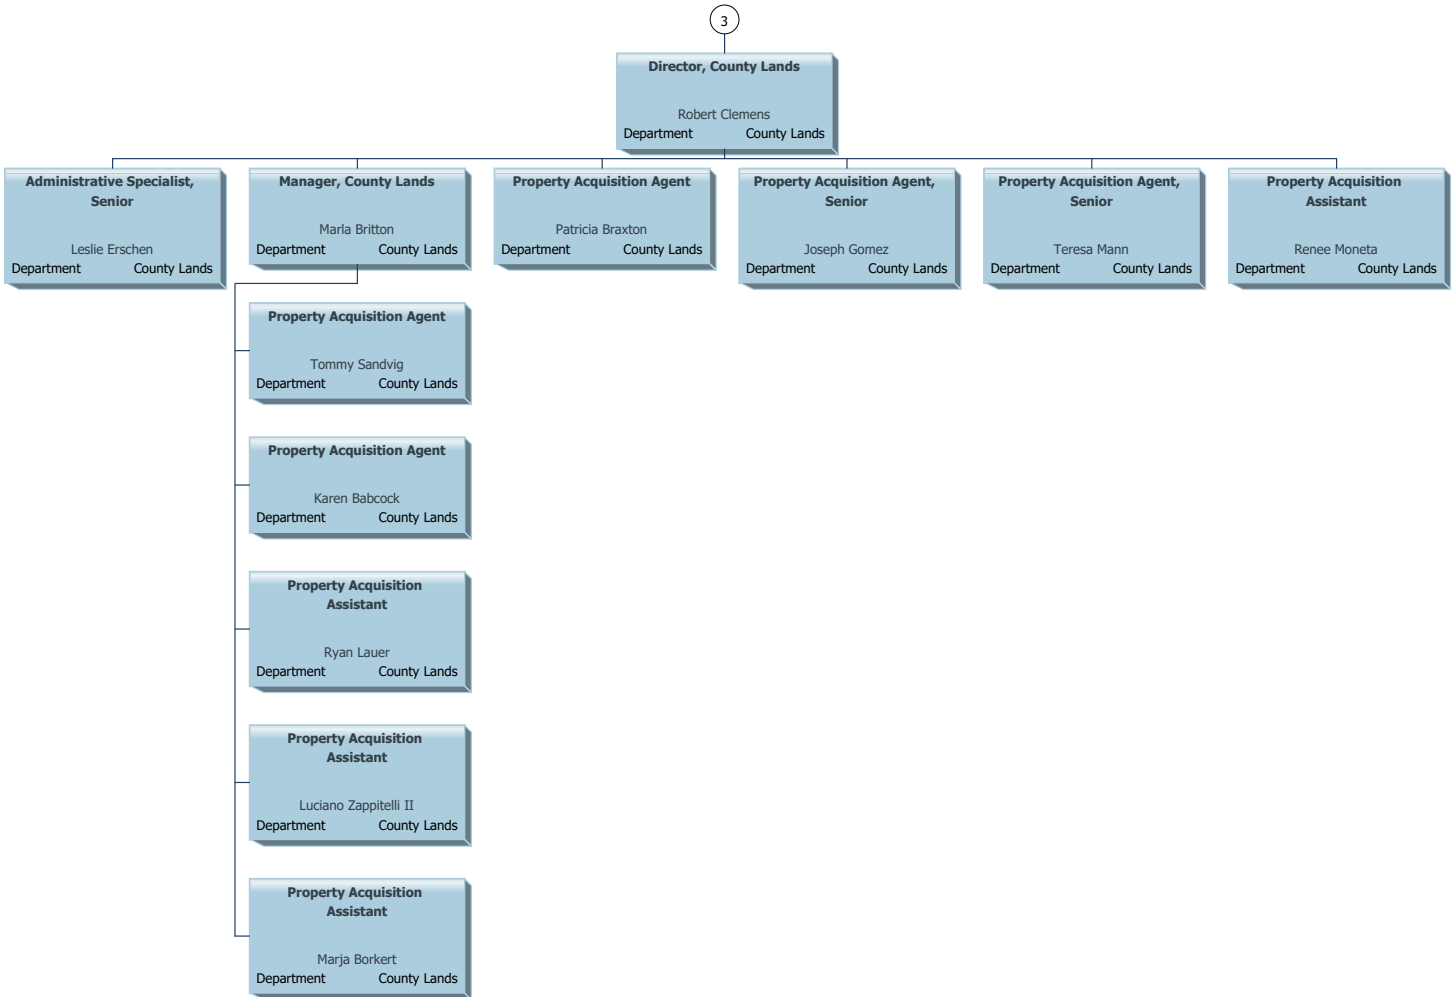 3
Director, County Lands
Robert Clemens
Department County Lands
Administrative Specialist,
Senior
Leslie Erschen
Department County Lands
Manager, County Lands
Marla Britton
Department County Lands
Property Acquisition Agent
Patricia Braxton
Department County Lands
Property Acquisition Agent,
Senior
Joseph Gomez
Department County Lands
Property Acquisition Agent,
Senior
Teresa Mann
Department County Lands
Property Acquisition
Assistant
Renee Moneta
Department County Lands
Property Acquisition Agent
Tommy Sandvig
Department County Lands
Property Acquisition Agent
Karen Babcock
Department County Lands
Property Acquisition
Assistant
Ryan Lauer
Department County Lands
Property Acquisition
Assistant
Luciano Zappitelli II
Department County Lands
Property Acquisition
Assistant
Marja Borkert
Department County Lands